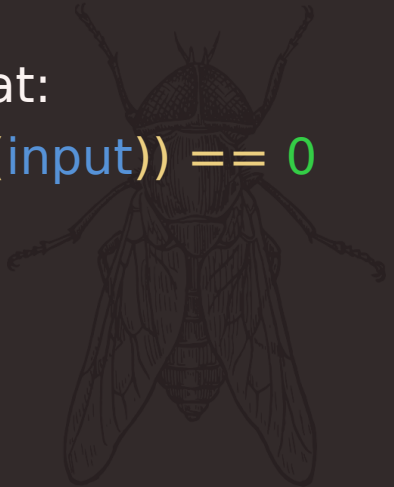 at:
(input)) == 0